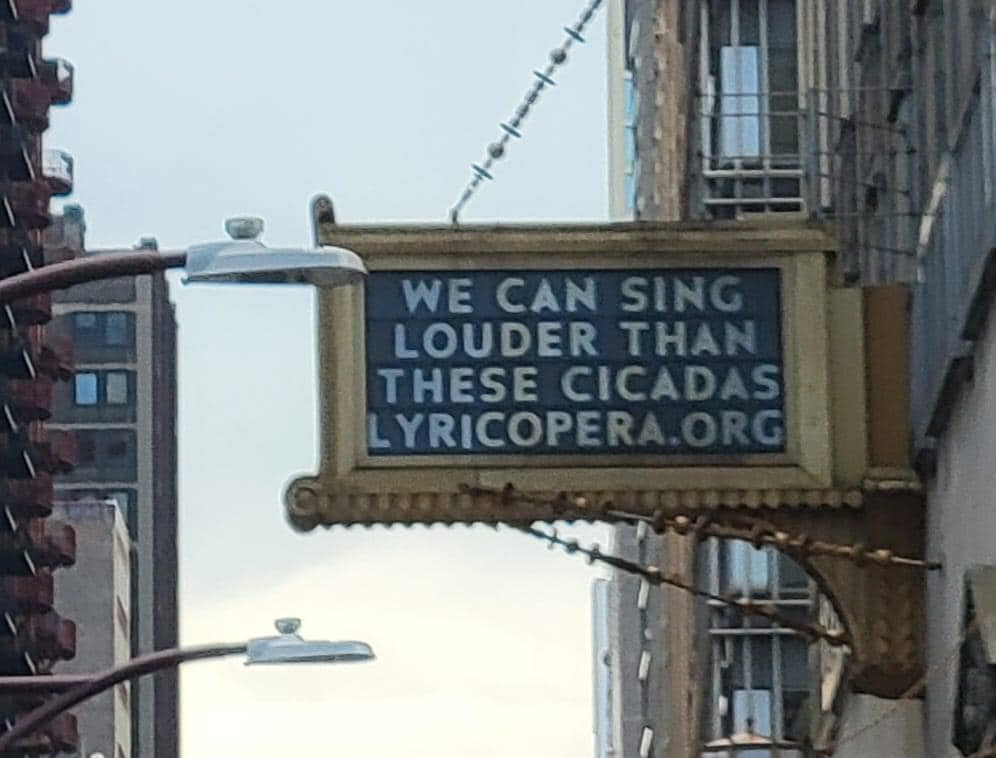 WE CAN SING
LOUDER THAN
THESE CICADAS
LYRICOPERA.ORG